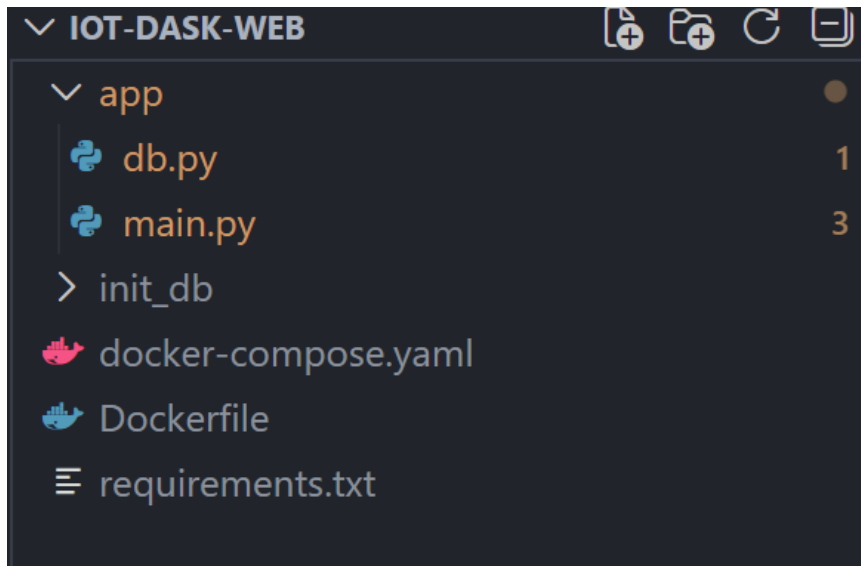 IOT-DASK-WEB
app
db.py 1
main.py 3
init_db
docker-compose.yaml
Dockerfile
requirements.txt